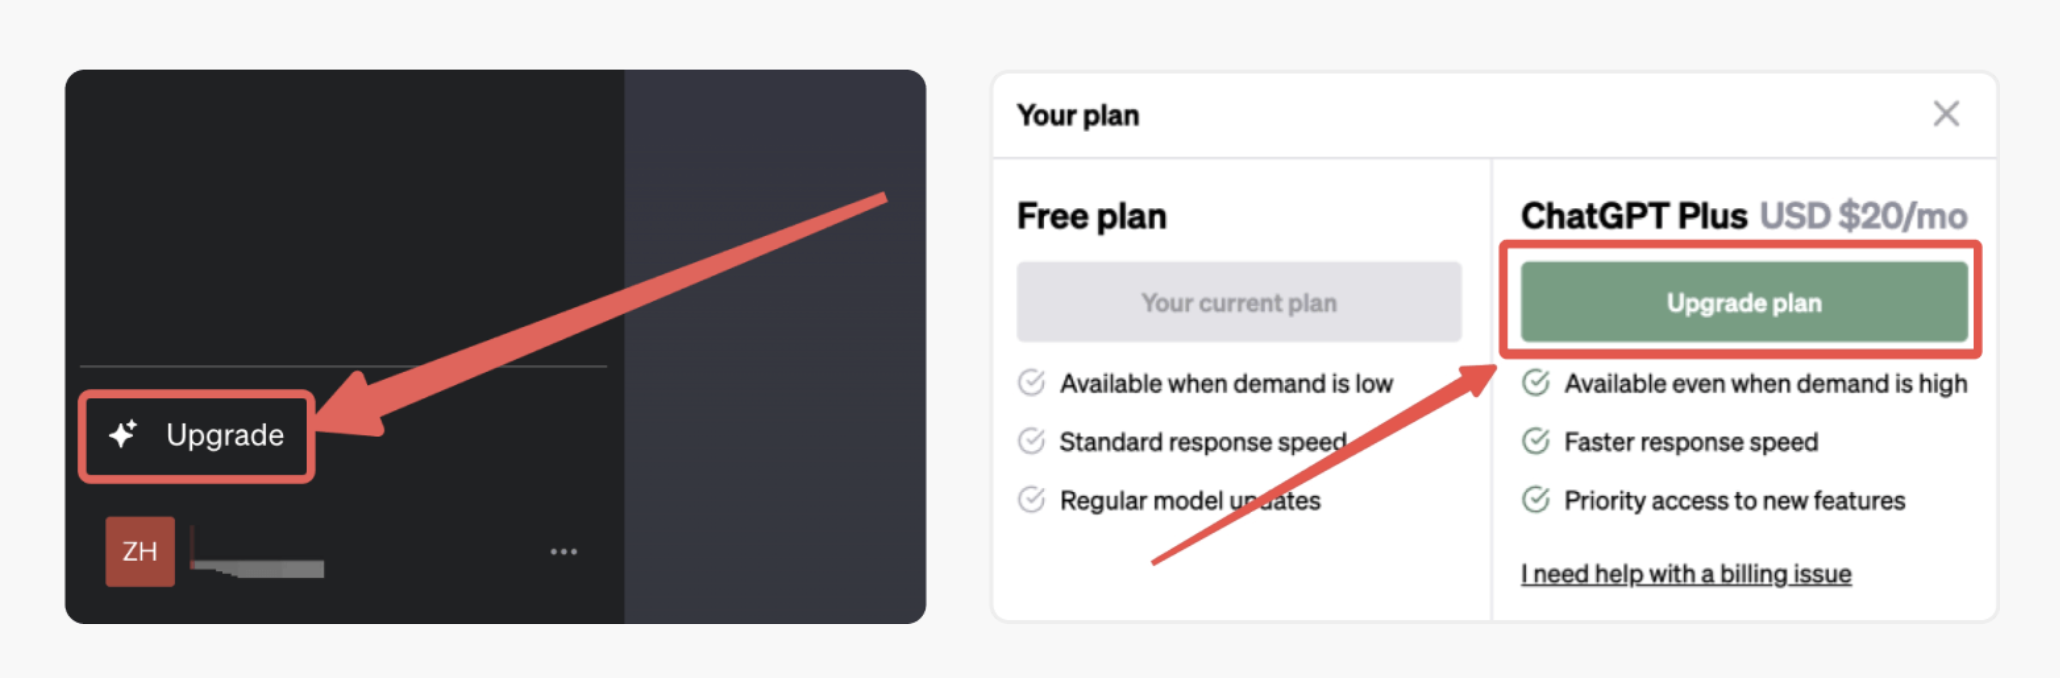 Upgrade
ZH
Your plan
Free plan
Your current plan
Available when demand is low
Standard response speed
Regular model updates
ChatGPT Plus USD $20/mo
Upgrade plan
Available even when demand is high
Faster response speed
Priority access to new features
I need help with a billing issue